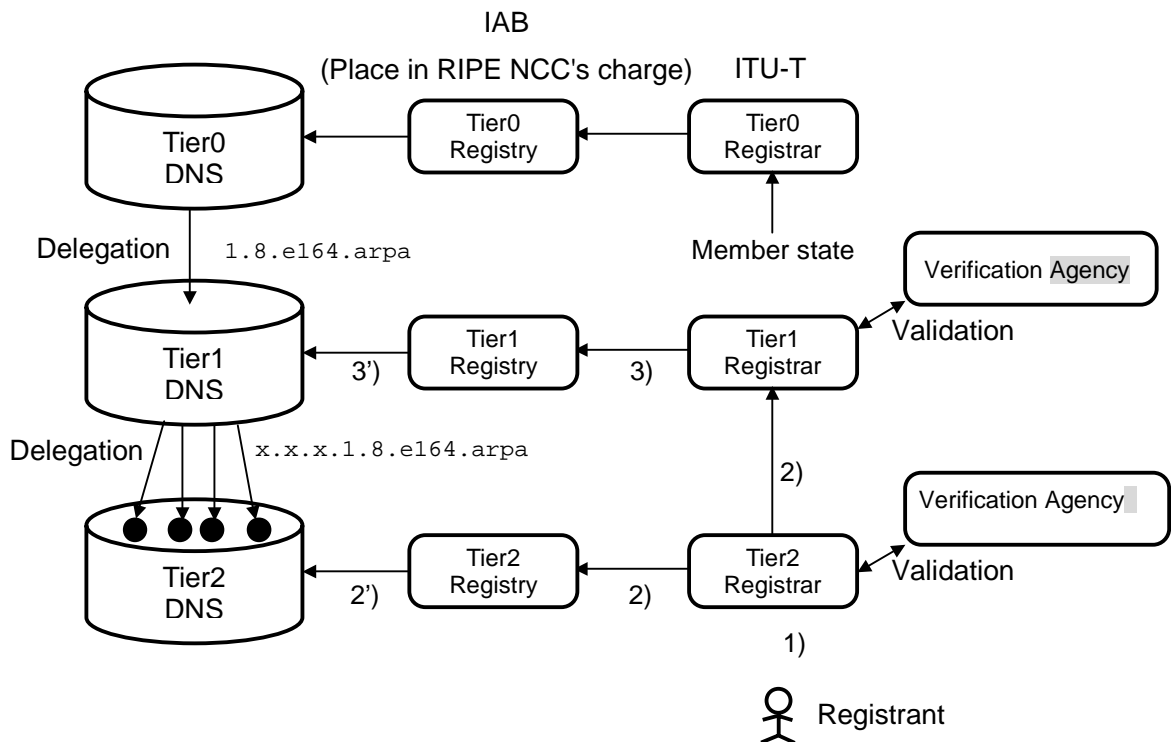 IAB
(Place in RIPE NCC's charge)
ITU-T
Tier0
DNS
Tier0
Registry
Tier0
Registrar
Delegation
1.8.e164.arpa
Member state
Verification Agency
Validation
Tier1
DNS
3')
Tier1
Registry
3)
Tier1
Registrar
Delegation
x.x.x.1.8.e164.arpa
2)
Verification Agency
Validation
Tier2
DNS
2')
Tier2
Registry
2)
Tier2
Registrar
1)
Registrant